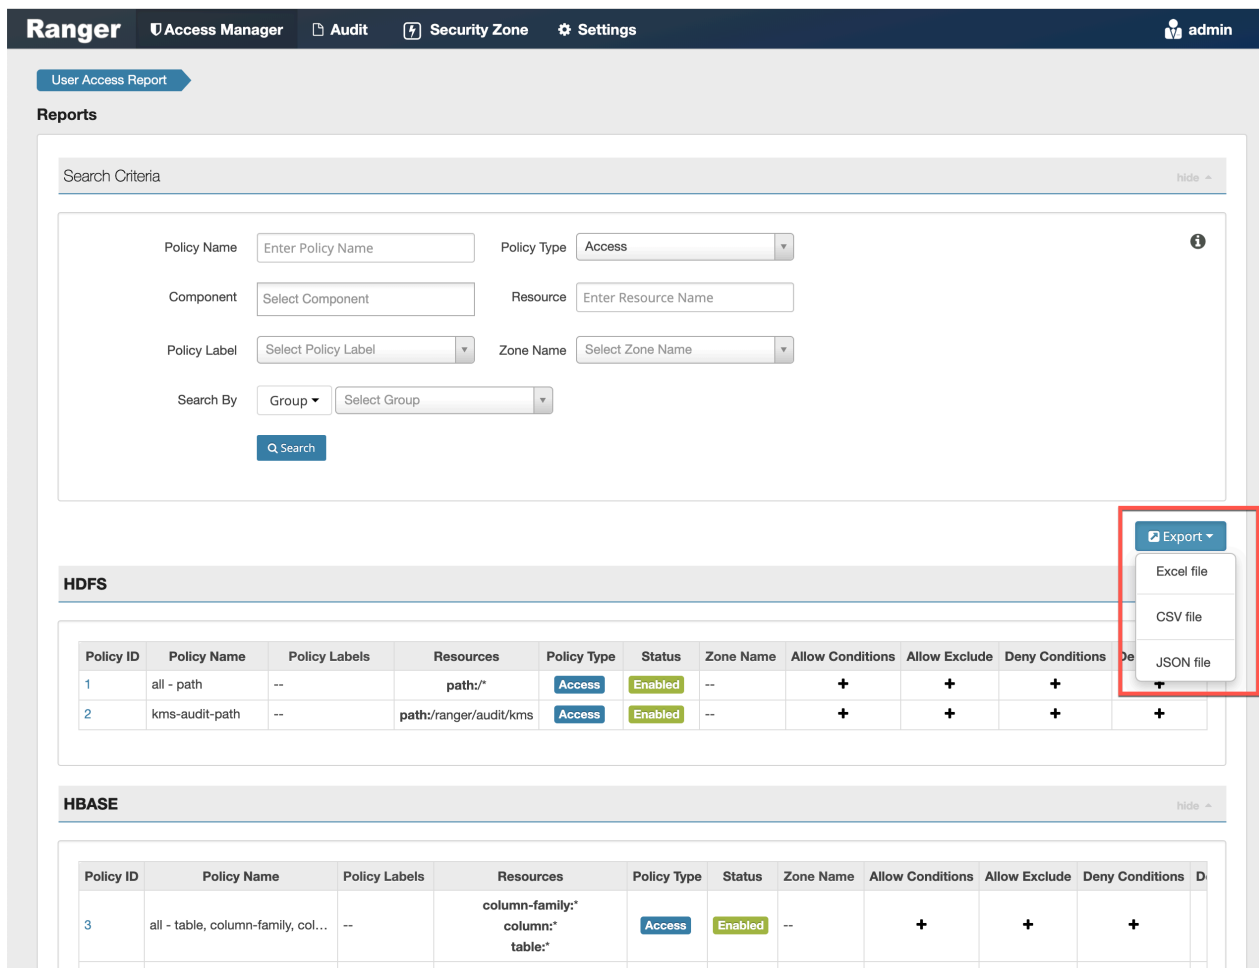 Ranger Access Manager Audit Security Zone Settings admin
User Access Report
Reports
Search Criteria hide
Policy Name Enter Policy Name Policy Type Access
Component Select Component Resource Enter Resource Name
Policy Label Select Policy Label Zone Name Select Zone Name
Search By Group Select Group
Search
Export
Excel file
CSV file
JSON file
HDFS
Policy ID Policy Name Policy Labels Resources Policy Type Status Zone Name Allow Conditions Allow Exclude Deny Conditions De
1 all - path -- path:/* Access Enabled -- + + + +
2 kms-audit-path -- path:/ranger/audit/kms Access Enabled -- + + + +
HBASE hide
Policy ID Policy Name Policy Labels Resources Policy Type Status Zone Name Allow Conditions Allow Exclude Deny Conditions D
column-family:*
3 all - table, column-family, col... -- column:* Access Enabled -- + + +
table:*